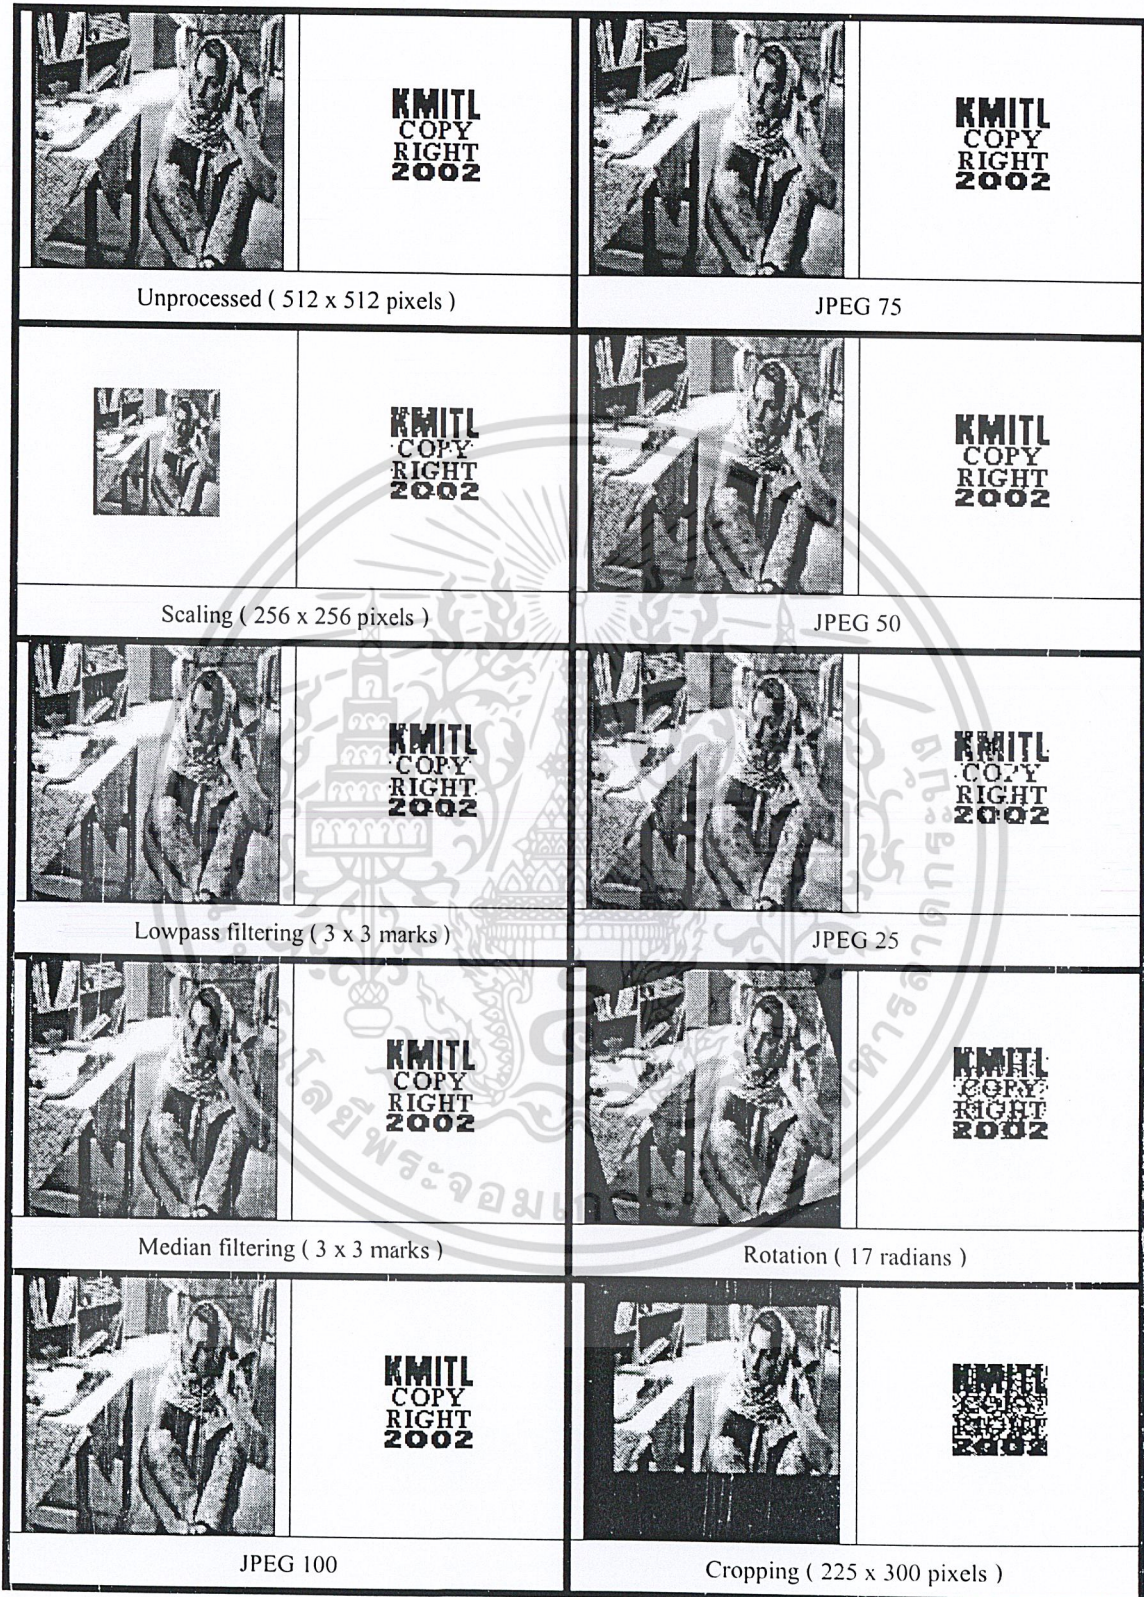 KMITL
COPY
RIGHT
2002
KMITL
COPY
RIGHT
2002
Unprocessed ( 512 x 512 pixels )
JPEG 75
KMITL
COPY
RIGHT
2002
KMITL
COPY
RIGHT
2002
Scaling ( 256 x 256 pixels )
JPEG 50
KMITL
COPY
RIGHT
2002
KMITL
COPY
RIGHT
2002
Lowpass filtering ( 3 x 3 marks )
JPEG 25
KMITL
COPY
RIGHT
2002
KMITL
COPY
RIGHT
2002
Median filtering ( 3 x 3 marks )
Rotation ( 17 radians )
KMITL
COPY
RIGHT
2002
KMITL
2002
JPEG 100
Cropping ( 225 x 300 pixels )